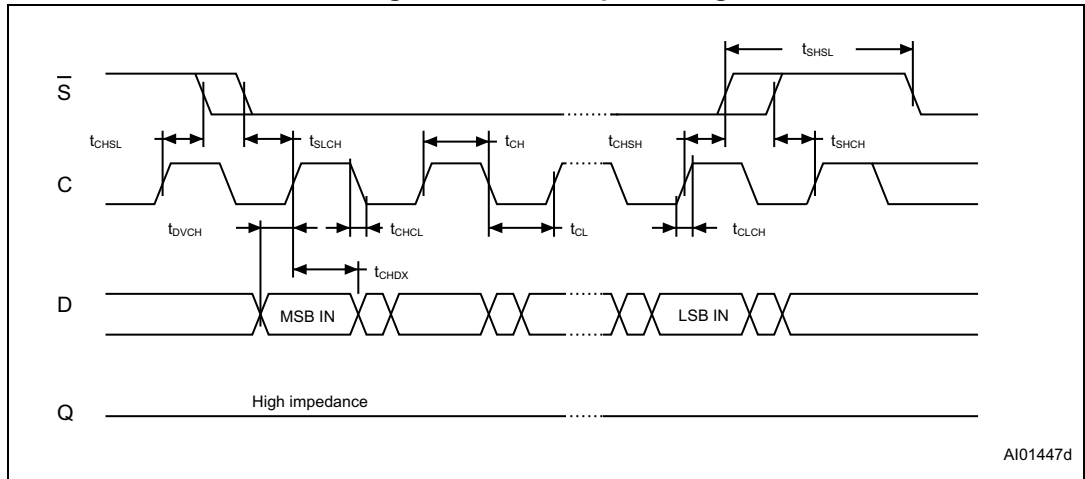 tSHSL
S
tCHSL
tSLCH
tCH
tCHSH
tSHCH
C
tDVCH
tCHCL
tCL
tCLCH
tCHDX
D
MSB IN
LSB IN
High impedance
Q
AI01447d